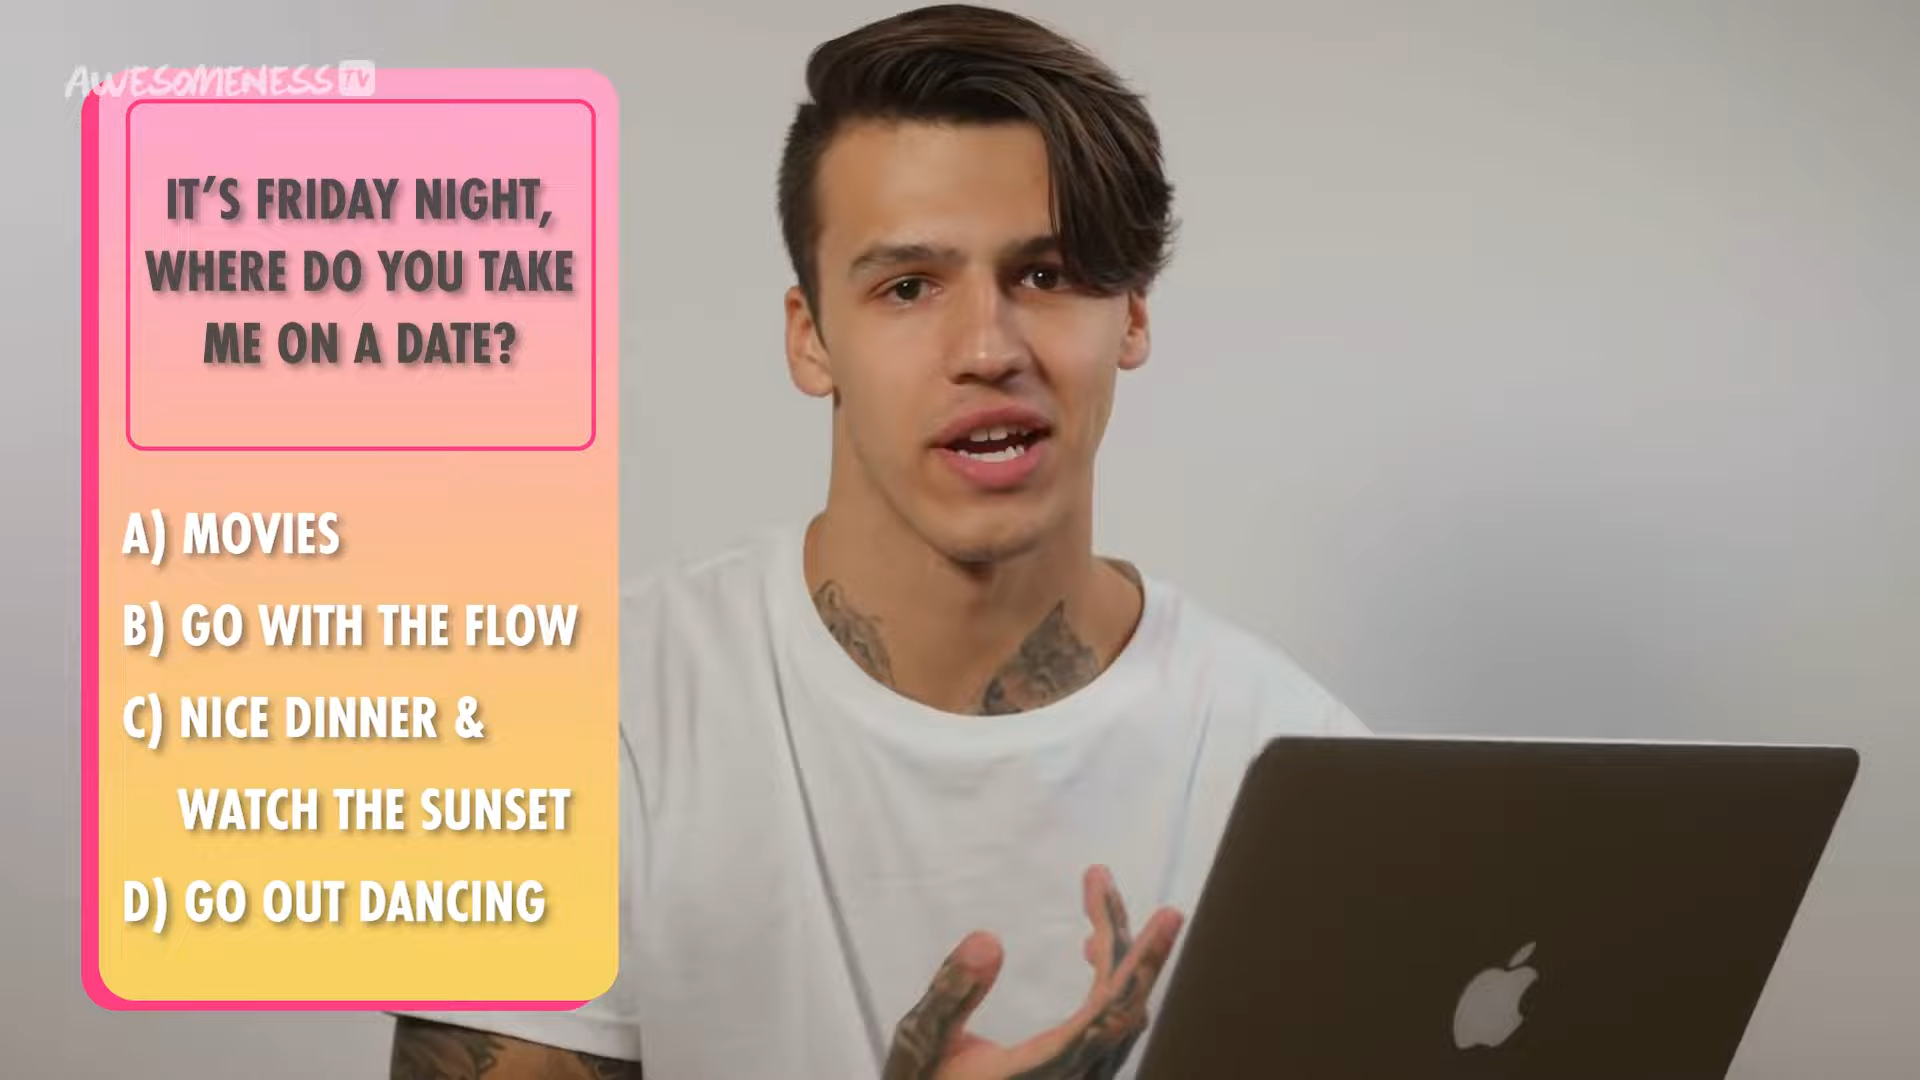 AWESOMENESS TV
IT'S FRIDAY NIGHT,
WHERE DO YOU TAKE
ME ON A DATE?
A) MOVIES
B) GO WITH THE FLOW
C) NICE DINNER &
WATCH THE SUNSET
D) GO OUT DANCING